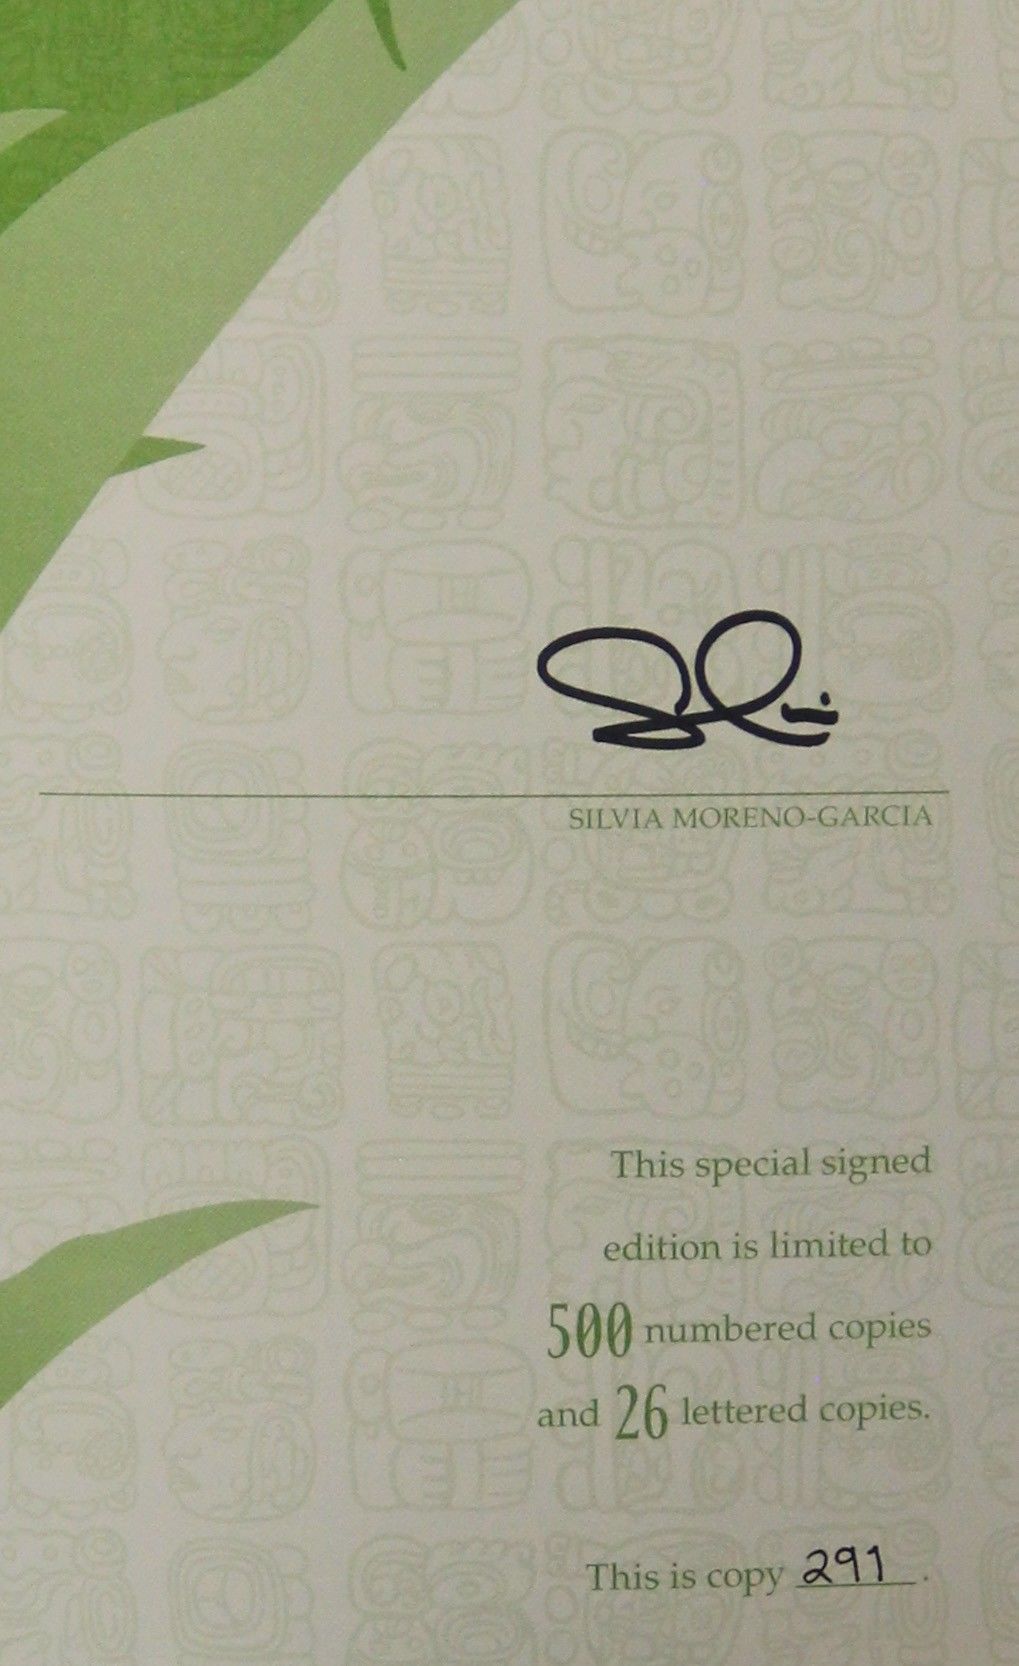 SILVIA MORENO-GARCIA
This special signed
edition is limited to
500 numbered copies
and 26 lettered copies.
This is copy 291.